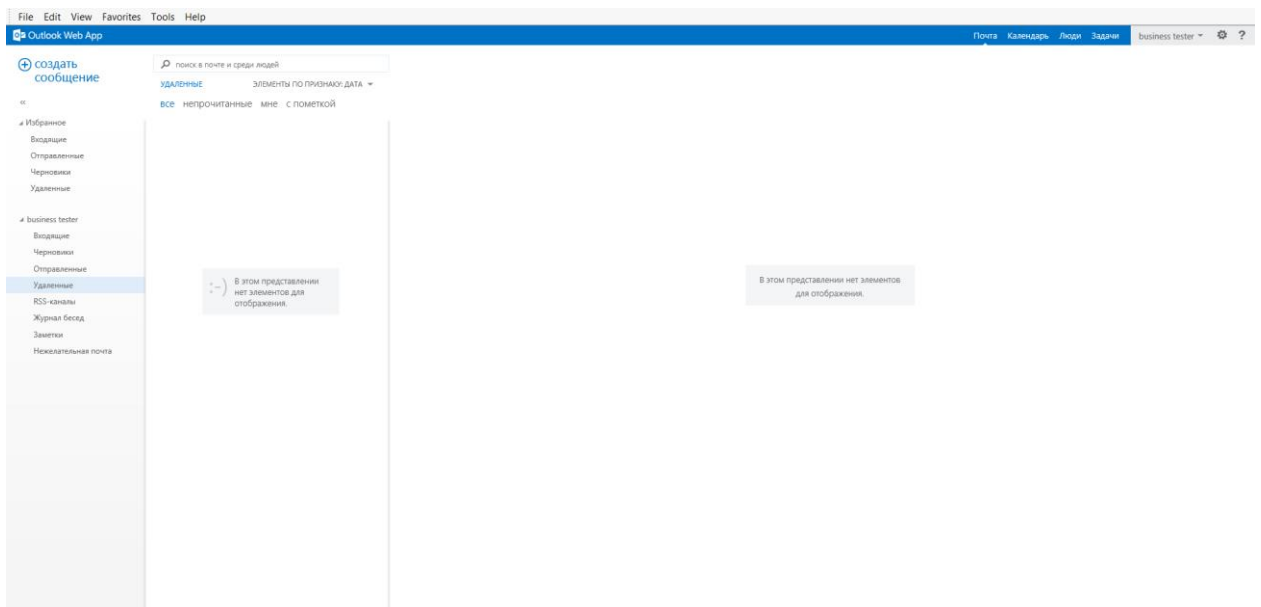 File Edit View Favorites Tools Help
Outlook Web App
Почта Календарь Люди Задачи business tester ?
создать
сообщение
поиск в почте и среди людей
УДАЛЕННЫЕ ЭЛЕМЕНТЫ ПО ПРИЗНАКУ: ДАТА
все непрочитанные мне с пометкой
«
Избранное
Входящие
Отправленные
Черновики
Удаленные
business tester
Входящие
Черновики
Отправленные
Удаленные
RSS-каналы
Журнал бесед
Заметки
Нежелательная почта
:-)
В этом представлении
нет элементов для
отображения.
В этом представлении нет элементов
для отображения.